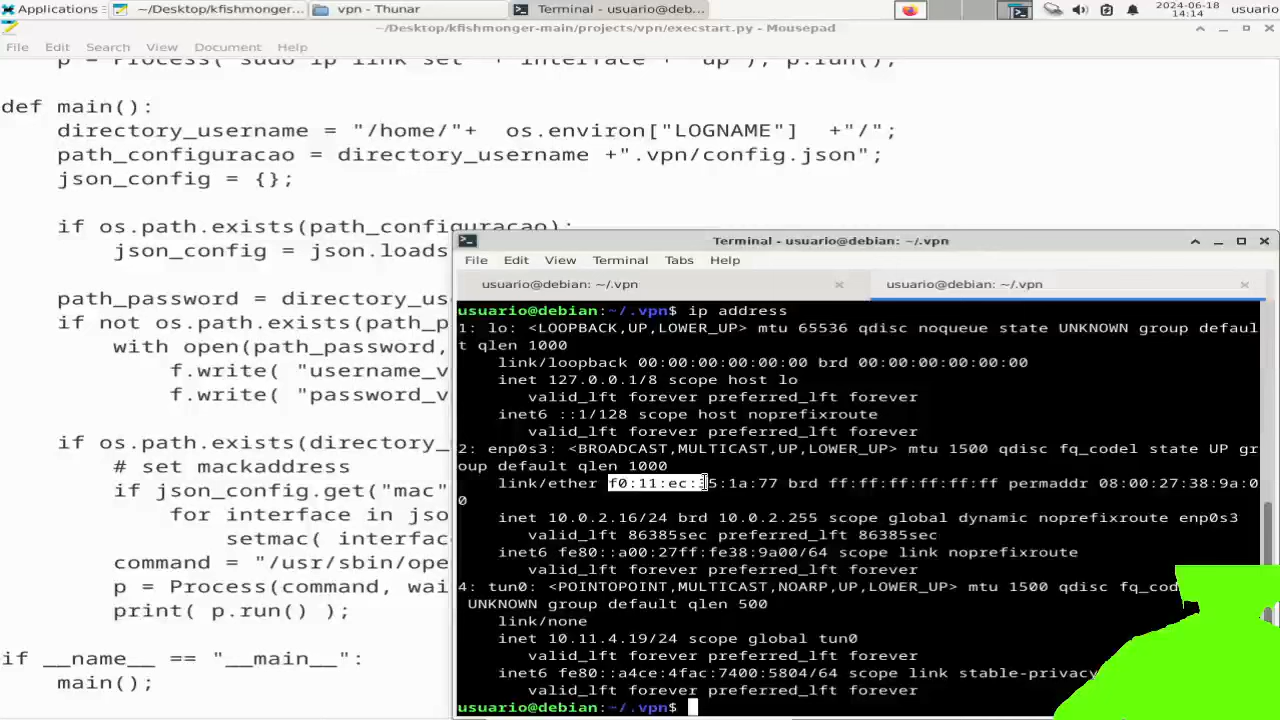 Applications
~/Desktop/kfishmonger...
vpn - Thunar
Terminal - usuario@deb...
2024-06-18
14:14
usuario
~/Desktop/kfishmonger-main/projects/vpn/execstart.py - Mousepad
File Edit Search View Document Help
p = Process( "sudo ip link set " + interface + " up"), p.run();
def main():
directory_username = "/home/"+ os.environ["LOGNAME"] +"/";
path_configuracao = directory_username +".vpn/config.json";
json_config = {};
if os.path.exists(path_configuracao):
json_config = json.loads
path_password = directory_us
if not os.path.exists(path_p
with open(path_password,
f.write( "username_v
f.write( "password_v
if os.path.exists(directory_
# set mackaddress
if json_config.get("mac"
for interface in jso
setmac( interfac
command = "/usr/sbin/ope
p = Process(command, wai
print( p.run() );
if __name__ == "__main__":
main();
Terminal - usuario@debian: ~/.vpn
File Edit View Terminal Tabs Help
usuario@debian: ~/.vpn
usuario@debian: ~/.vpn
usuario@debian:~/.vpn$ ip address
1: lo: <LOOPBACK,UP,LOWER_UP> mtu 65536 qdisc noqueue state UNKNOWN group defaul
t qlen 1000
link/loopback 00:00:00:00:00:00 brd 00:00:00:00:00:00
inet 127.0.0.1/8 scope host lo
valid_lft forever preferred_lft forever
inet6 ::1/128 scope host noprefixroute
valid_lft forever preferred_lft forever
2: enp0s3: <BROADCAST,MULTICAST,UP,LOWER_UP> mtu 1500 qdisc fq_codel state UP gr
oup default qlen 1000
link/ether f0:11:ec:35:1a:77 brd ff:ff:ff:ff:ff:ff permaddr 08:00:27:38:9a:0
0
inet 10.0.2.16/24 brd 10.0.2.255 scope global dynamic noprefixroute enp0s3
valid_lft 86385sec preferred_lft 86385sec
inet6 fe80::a00:27ff:fe38:9a00/64 scope link noprefixroute
valid_lft forever preferred_lft forever
4: tun0: <POINTOPOINT,MULTICAST,NOARP,UP,LOWER_UP> mtu 1500 qdisc fq_cod
UNKNOWN group default qlen 500
link/none
inet 10.11.4.19/24 scope global tun0
valid_lft forever preferred_lft forever
inet6 fe80::a4ce:4fac:7400:5804/64 scope link stable-privacy
valid_lft forever preferred_lft forever
usuario@debian:~/.vpn$